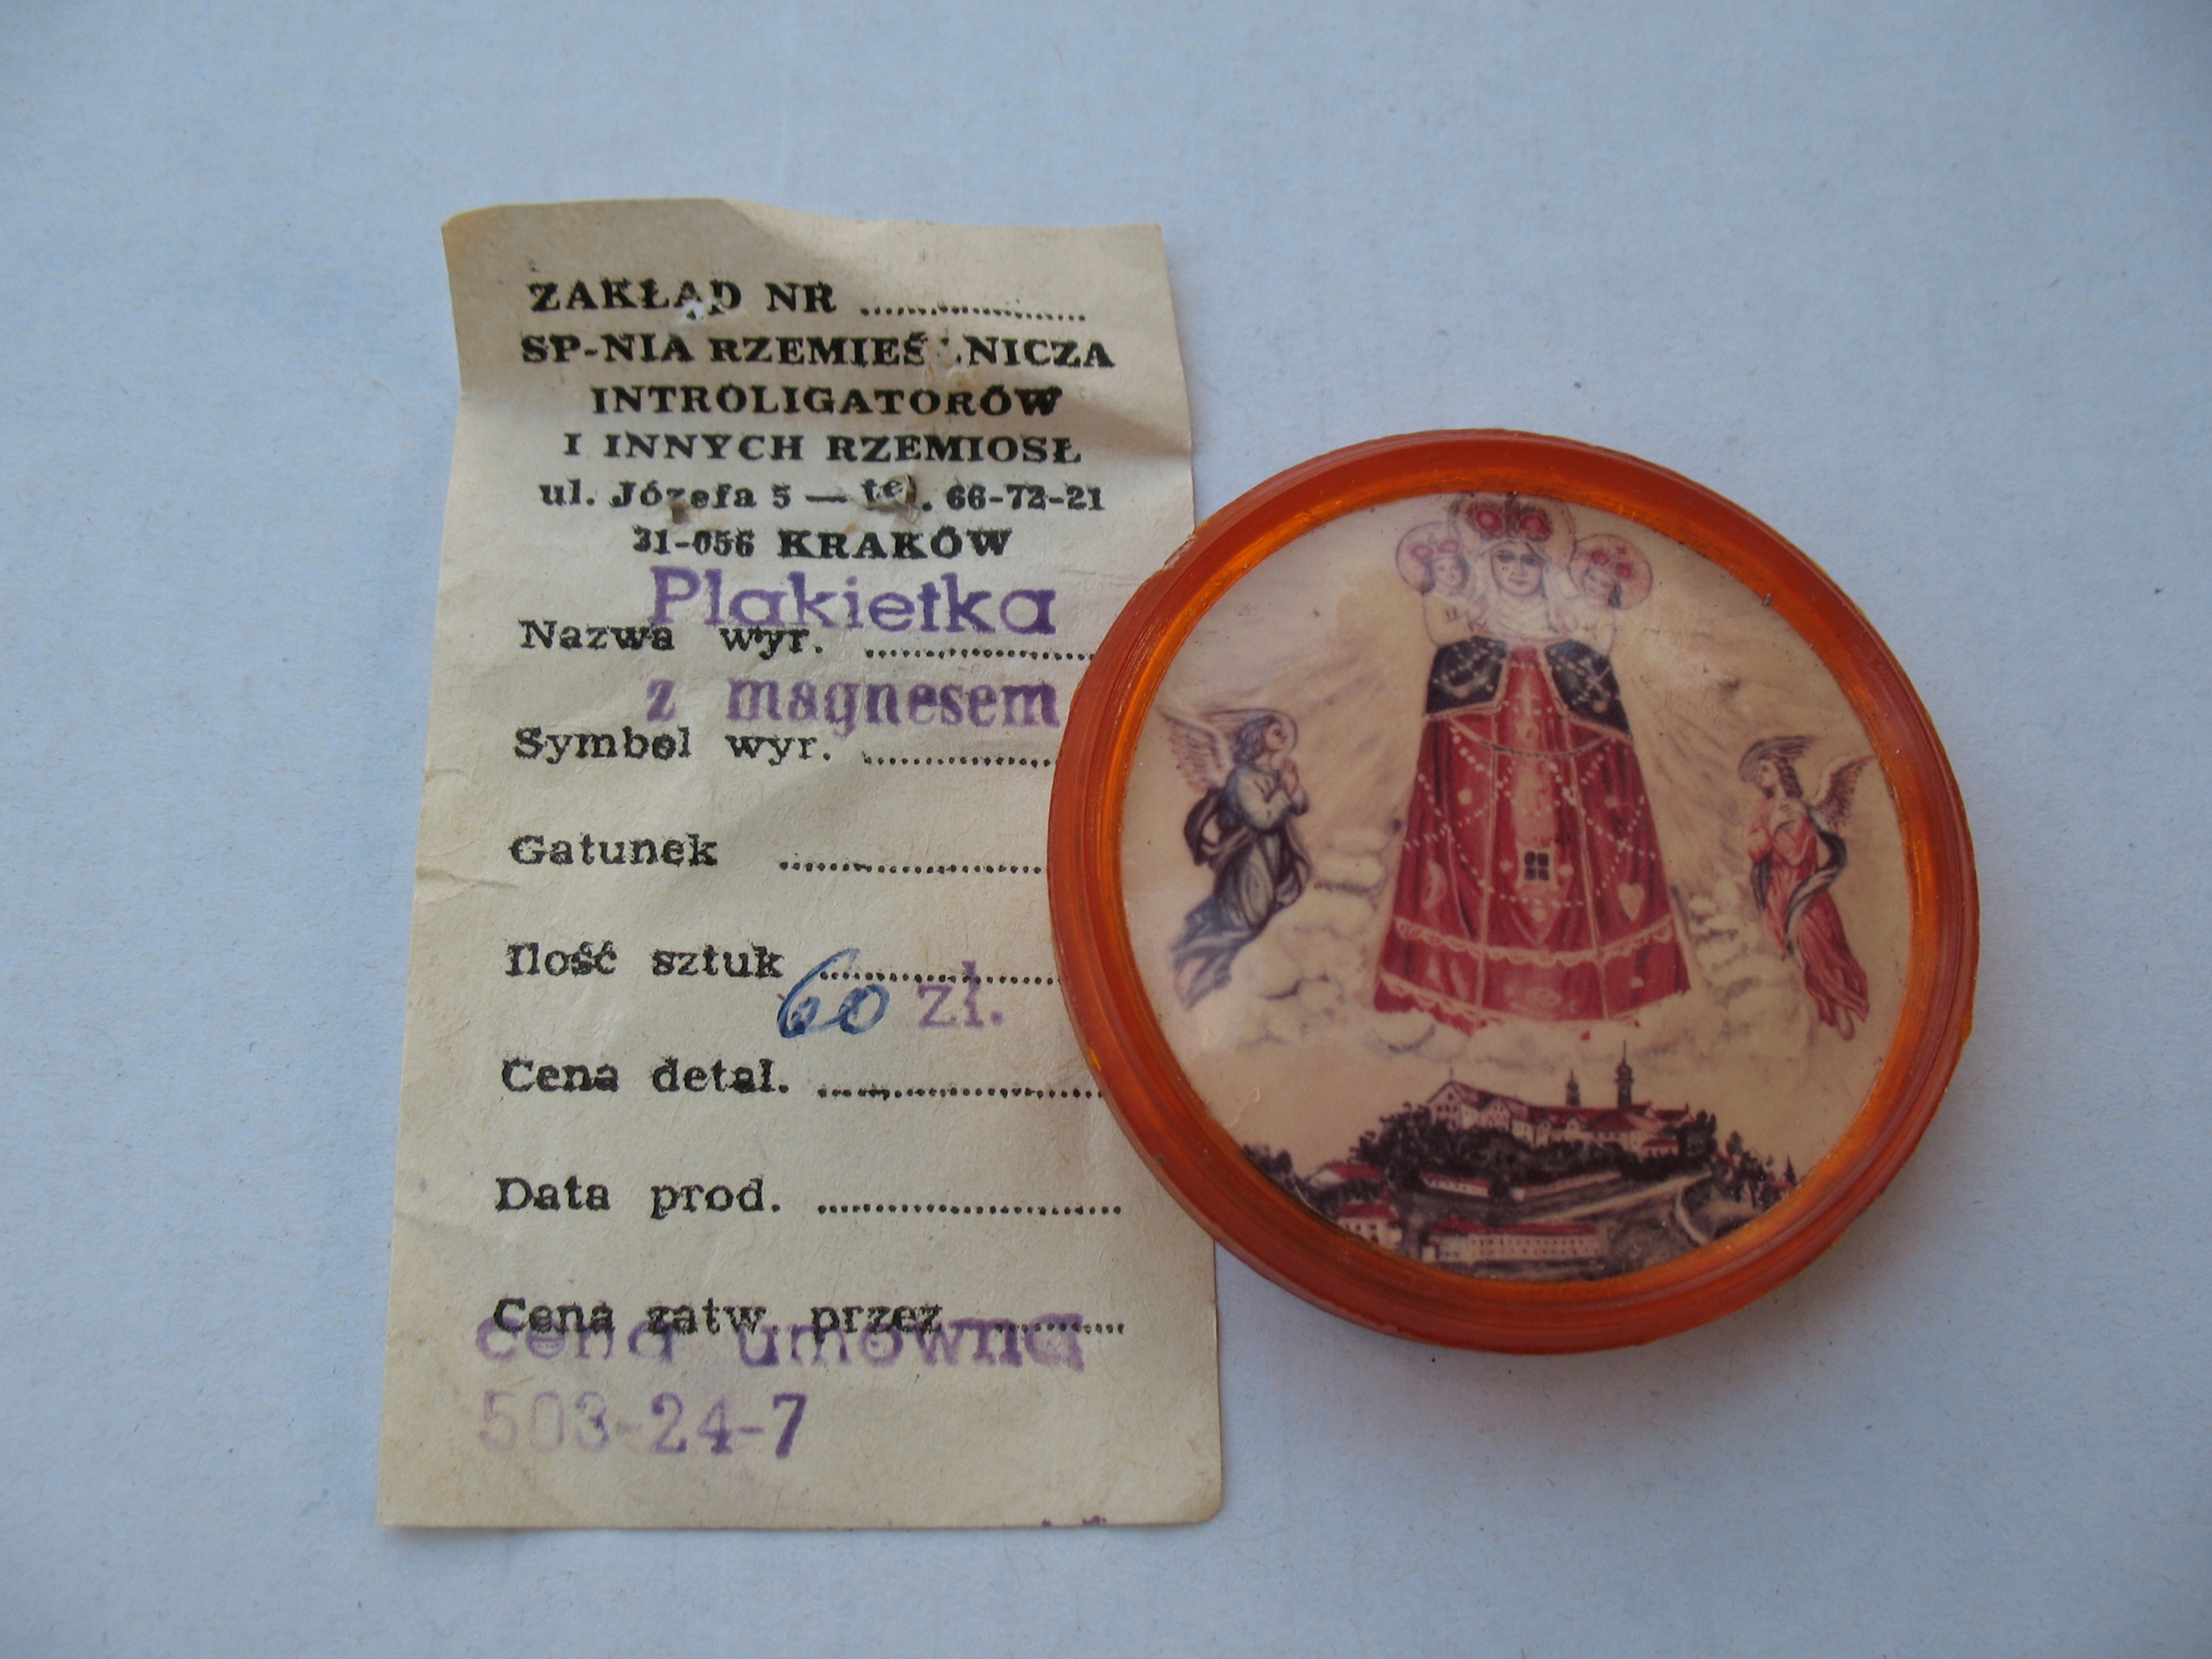 ZAKŁAD NR ....................
SP-NIA RZEMIEŚLNICZA
INTROLIGATORÓW
I INNYCH RZEMIOSŁ
ul. Józefa 5 — tel. 66-72-21
31-056 KRAKÓW
Plakietka
Nazwa wyr. ....................
z magnesem
Symbol wyr. ....................
Gatunek ....................
Ilość sztuk ....................
60 zł.
Cena detal. ....................
Data prod. ....................
Cena zatw. przez ..........
cena umowna
503-24-7